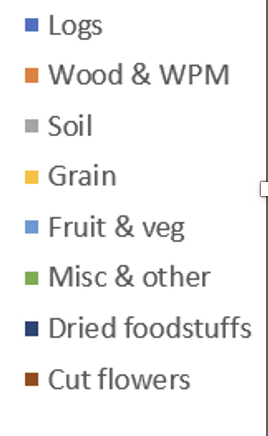 Logs
Wood & WPM
Soil
Grain
Fruit & veg
Misc & other
Dried foodstuffs
Cut flowers